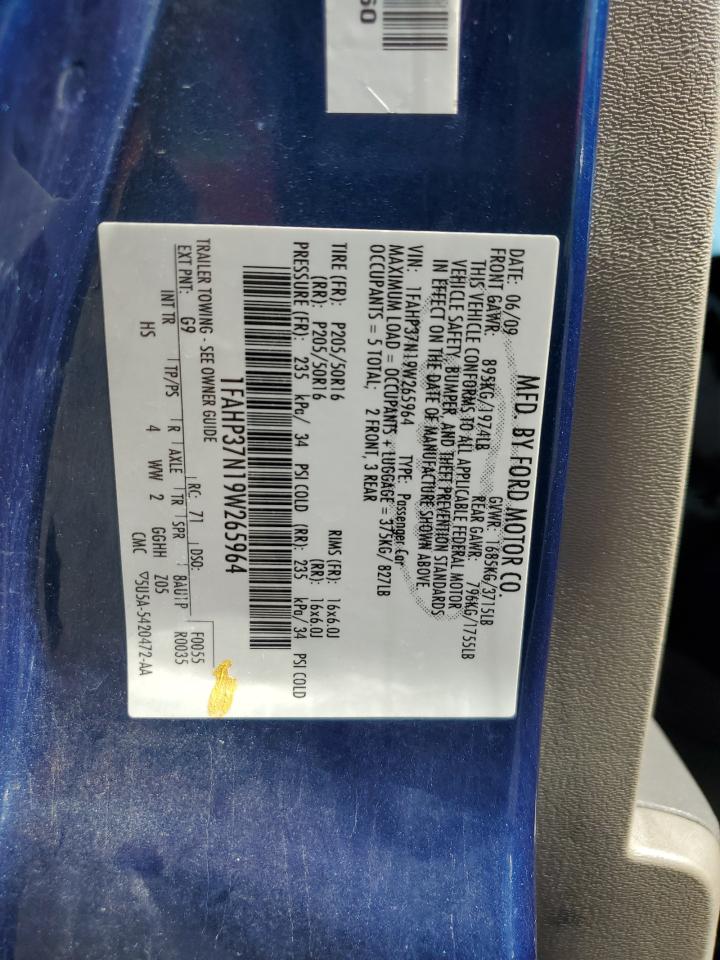 60
MFD. BY FORD MOTOR CO
DATE: 06/09 GVWR: 1685KG/3715LB
FRONT GAWR: 895KG/1974LB REAR GAWR: 796KG/1755LB
THIS VEHICLE CONFORMS TO ALL APPLICABLE FEDERAL MOTOR
VEHICLE SAFETY, BUMPER, AND THEFT PREVENTION STANDARDS
IN EFFECT ON THE DATE OF MANUFACTURE SHOWN ABOVE
VIN: 1FAHP37N19W265964 TYPE: Passenger Car
MAXIMUM LOAD = OCCUPANTS + LUGGAGE = 375KG/ 827LB
OCCUPANTS = 5 TOTAL; 2 FRONT, 3 REAR
TIRE (FR): P205/50R16 RIMS (FR): 16x6.0J
(RR): P205/50R16 (RR): 16x6.0J
PRESSURE (FR): 235 kPa/ 34 PSI COLD (RR): 235 kPa/34 PSI COLD
1FAHP37N19W265964
TRAILER TOWING - SEE OWNER GUIDE
EXT PNT: G9 RC: 71 DSO: F0055
INT TR TP/PS R AXLE TR SPR 8AU1P R0035
HS 4 WW 2 GGHH Z05
CMC ▽5U5A-5420472-AA